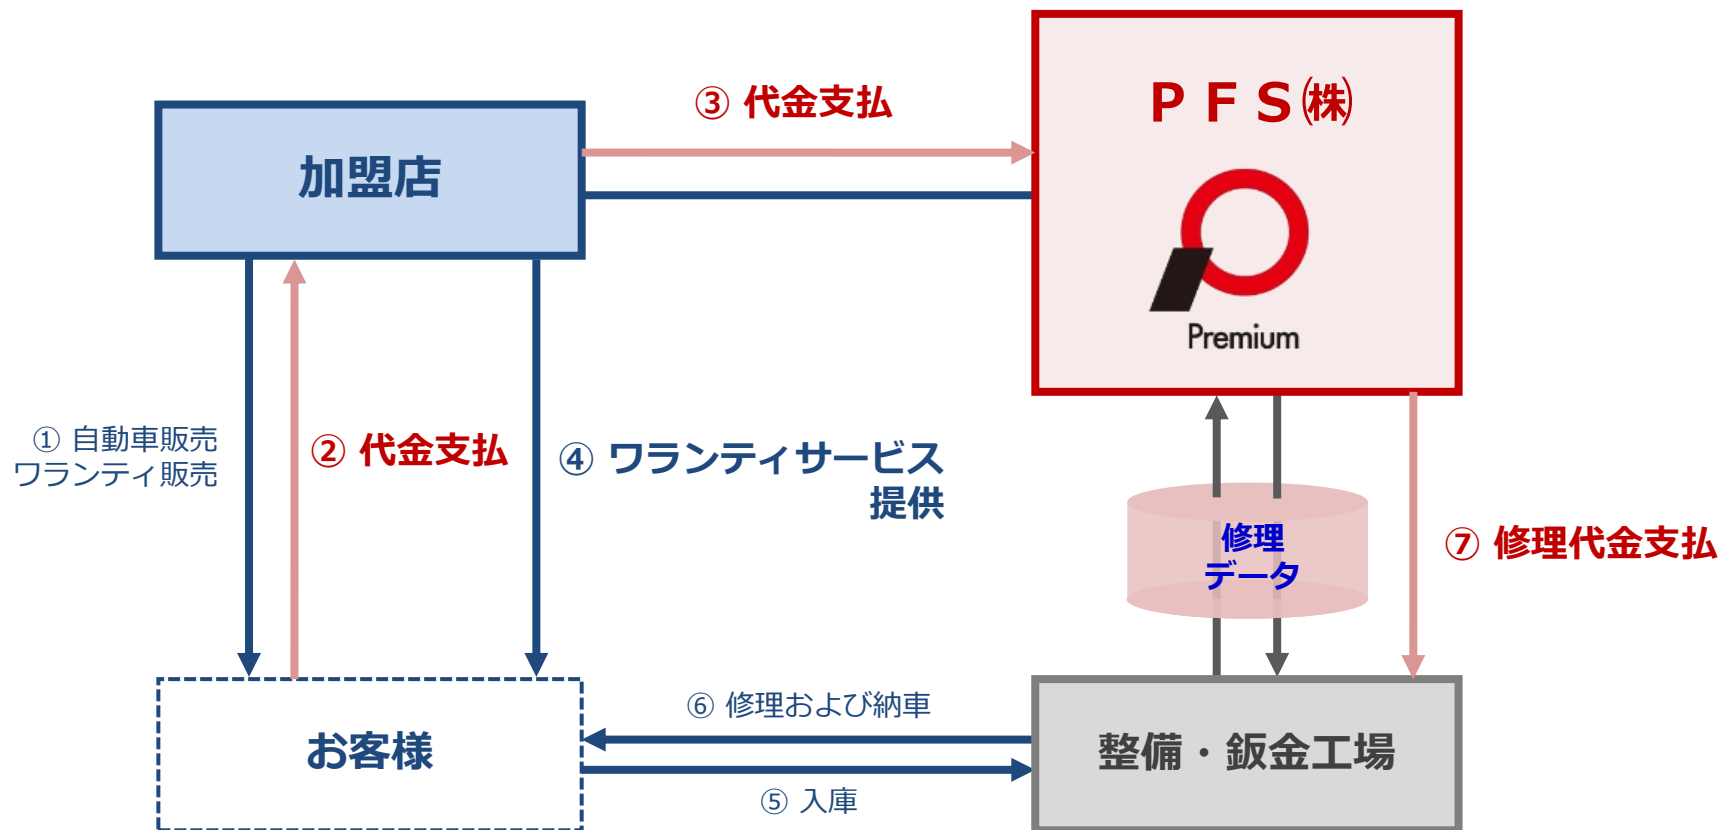 ③ 代金支払
PFS㈱
加盟店
Premium
① 自動車販売
ワランティ販売
② 代金支払
④ ワランティサービス
提供
修理
データ
⑦ 修理代金支払
⑥ 修理および納車
お客様
整備・鈑金工場
⑤ 入庫